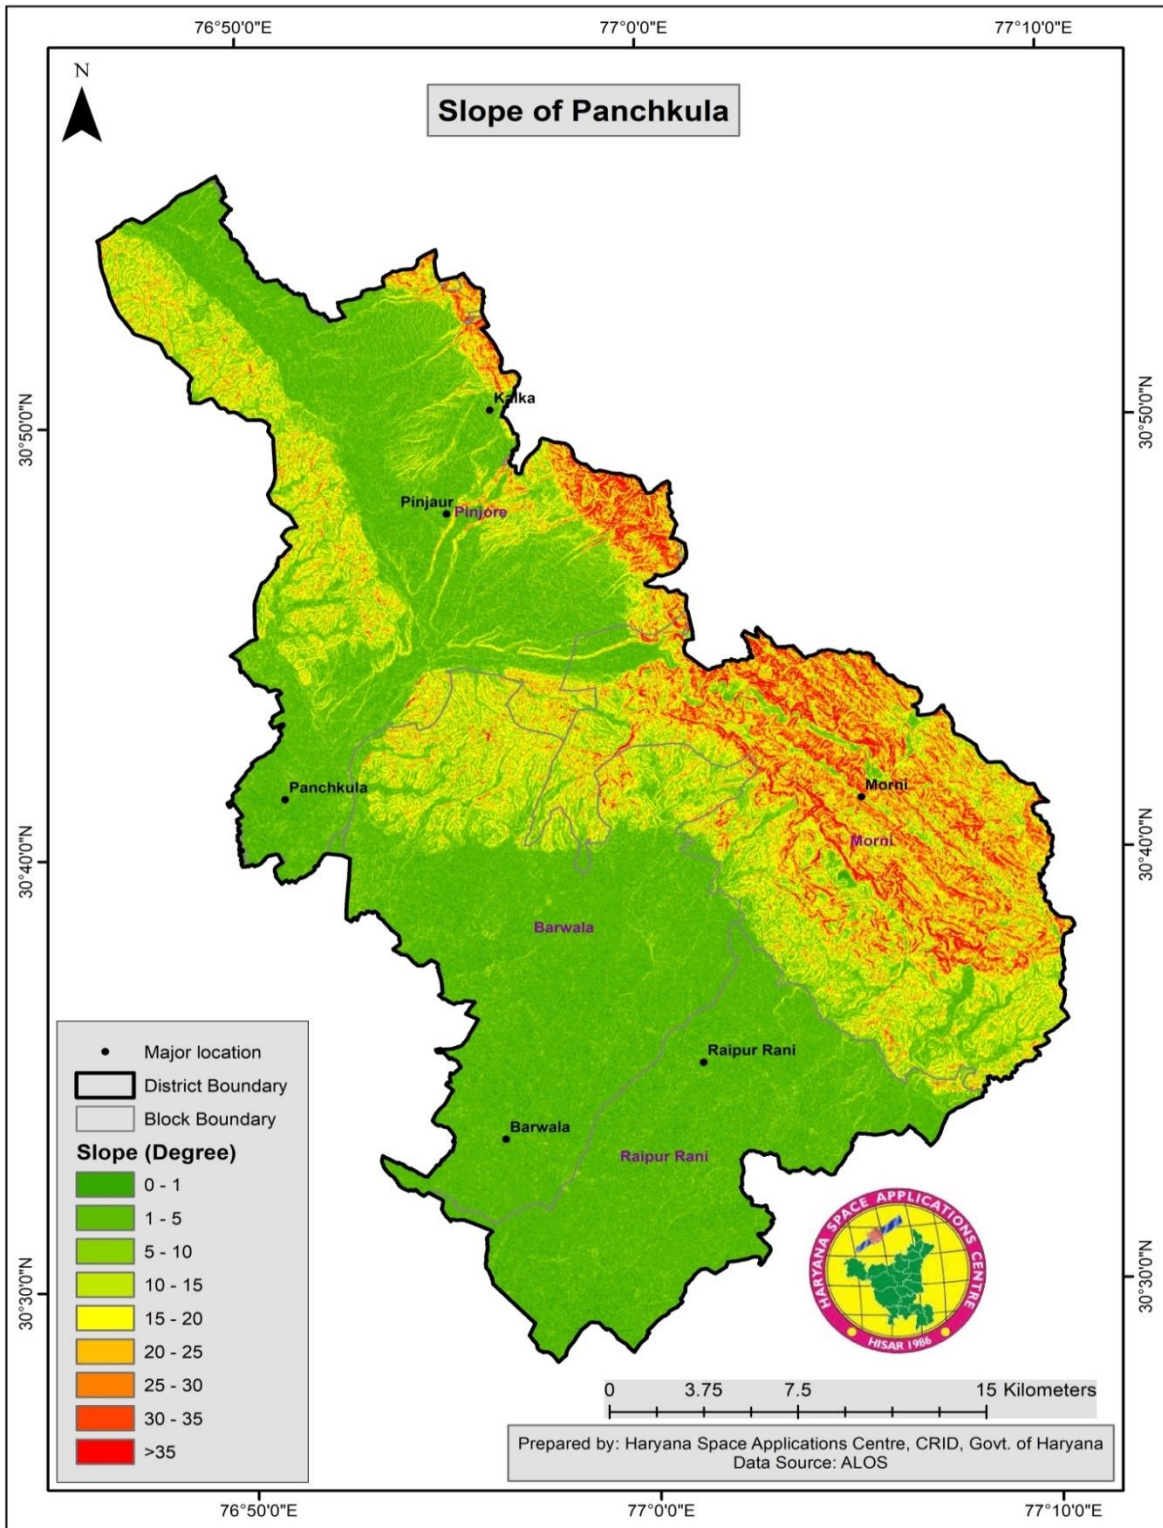 76°50'0"E
77°0'0"E
77°10'0"E
N
Slope of Panchkula
30°50'0"N
30°50'0"N
Kalka
Pinjaur
Pinjore
Panchkula
Morni
Morni
30°40'0"N
30°40'0"N
Barwala
Raipur Rani
Barwala
Raipur Rani
30°30'0"N
30°30'0"N
Major location
District Boundary
Block Boundary
Slope (Degree)
0 - 1
1 - 5
5 - 10
10 - 15
15 - 20
20 - 25
25 - 30
30 - 35
>35
HARYANA SPACE APPLICATIONS CENTRE
HISAR 1986
0 3.75 7.5 15 Kilometers
Prepared by: Haryana Space Applications Centre, CRID, Govt. of Haryana
Data Source: ALOS
76°50'0"E
77°0'0"E
77°10'0"E